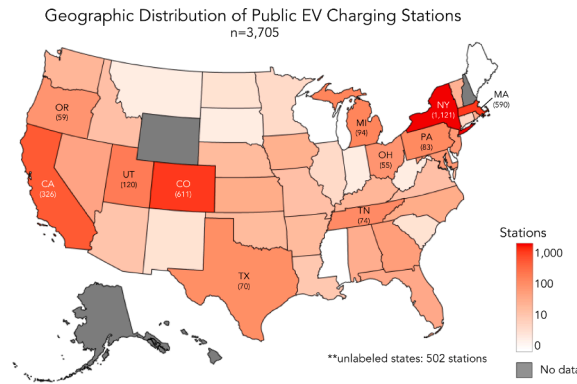 Geographic Distribution of Public EV Charging Stations
n=3,705
MA
(590)
NY
(1,121)
OR
(59)
MI
(94)
PA
(83)
OH
(55)
UT
(120)
CO
(611)
CA
(326)
TN
(74)
TX
(70)
Stations
1,000
100
10
0
No data
**unlabeled states: 502 stations